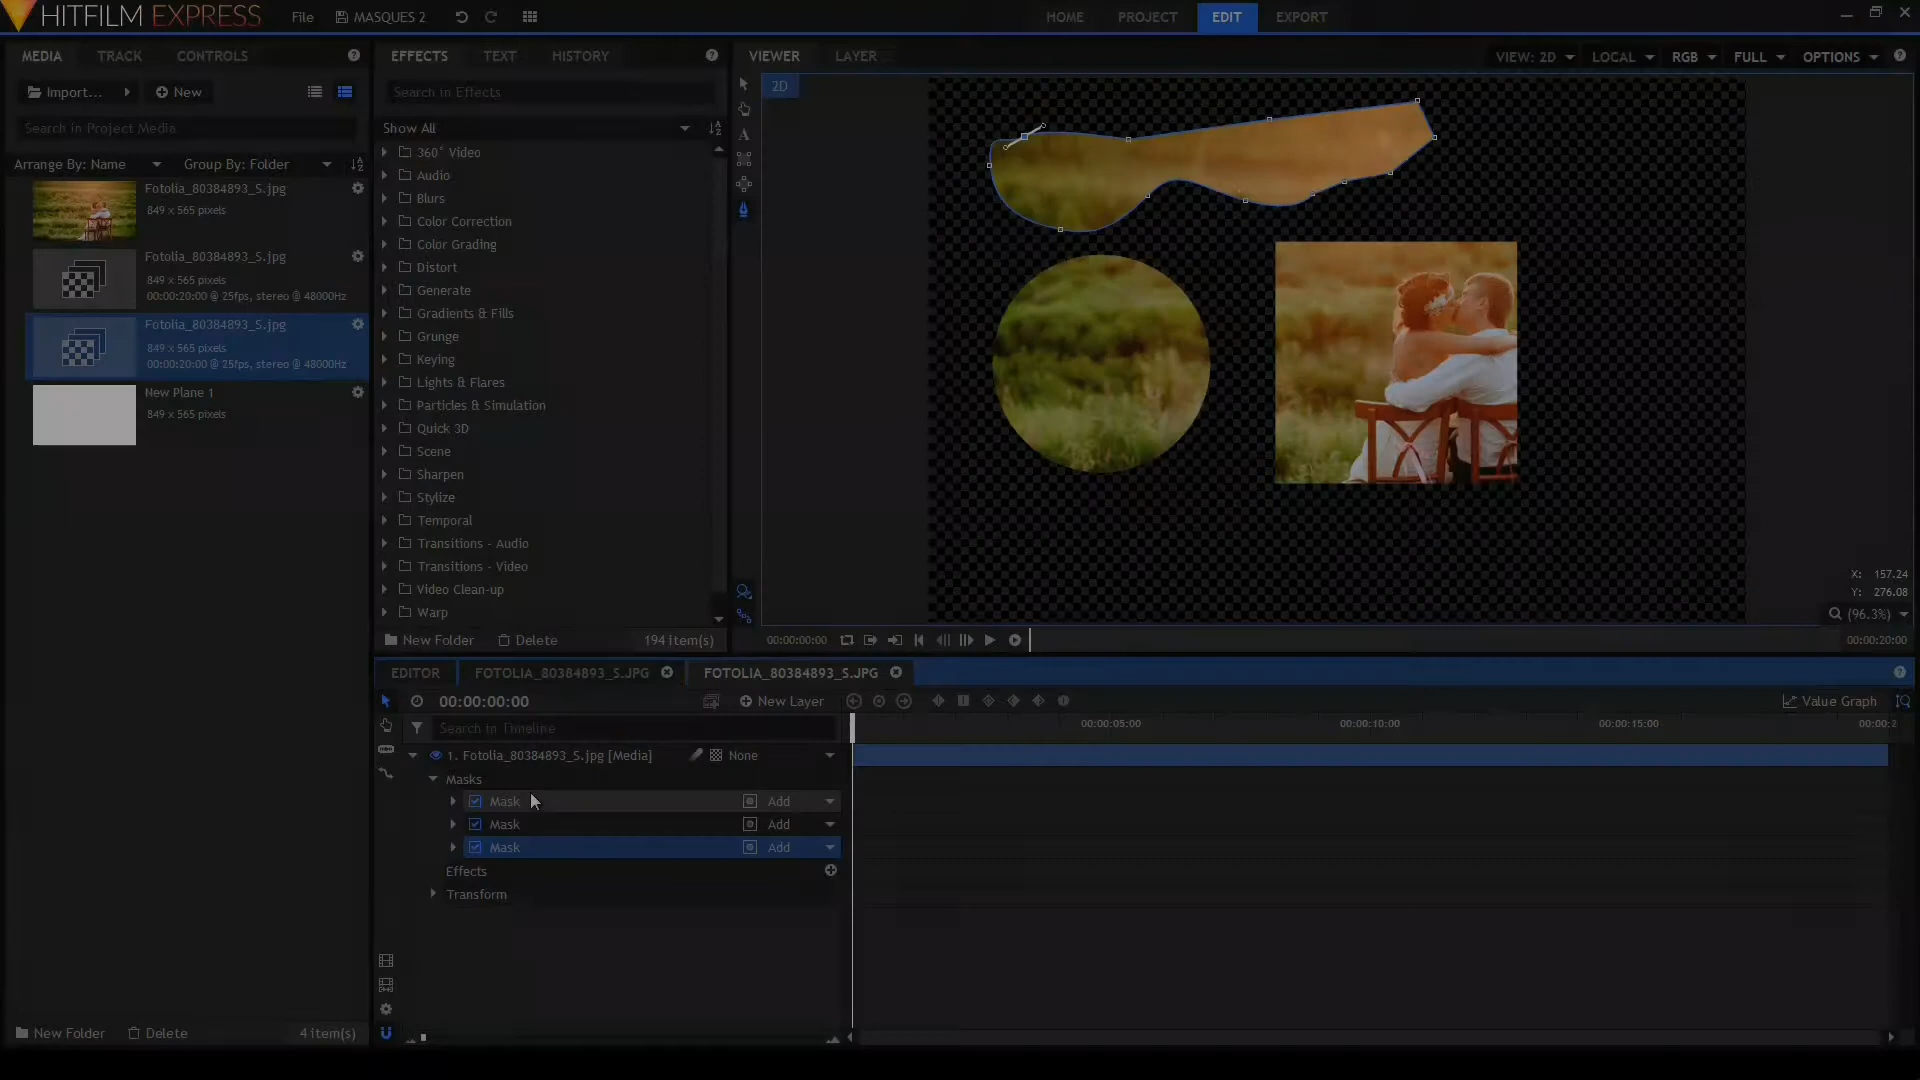 HITFILM EXPRESS
File
MASQUES 2
HOME
PROJECT
EDIT
EXPORT
MEDIA
TRACK
CONTROLS
Import...
New
Search in Project Media
Arrange By: Name
Group By: Folder
Fotolia_80384893_S.jpg
849 x 565 pixels
Fotolia_80384893_S.jpg
849 x 565 pixels
00:00:20:00 @ 25fps, stereo @ 48000Hz
Fotolia_80384893_S.jpg
849 x 565 pixels
00:00:20:00 @ 25fps, stereo @ 48000Hz
New Plane 1
849 x 565 pixels
New Folder
Delete
4 item(s)
EFFECTS
TEXT
HISTORY
Search in Effects
Show All
360° Video
Audio
Blurs
Color Correction
Color Grading
Distort
Generate
Gradients & Fills
Grunge
Keying
Lights & Flares
Particles & Simulation
Quick 3D
Scene
Sharpen
Stylize
Temporal
Transitions - Audio
Transitions - Video
Video Clean-up
Warp
New Folder
Delete
194 item(s)
VIEWER
LAYER
VIEW: 2D
LOCAL
RGB
FULL
OPTIONS
2D
X: 157.24
Y: 276.08
(96.3%)
00:00:00:00
00:00:20:00
EDITOR
FOTOLIA_80384893_S.JPG
FOTOLIA_80384893_S.JPG
00:00:00:00
New Layer
Value Graph
Search in Timeline
00:00:05:00
00:00:10:00
00:00:15:00
00:00:2
1. Fotolia_80384893_S.jpg [Media]
None
Masks
Mask
Add
Mask
Add
Mask
Add
Effects
Transform